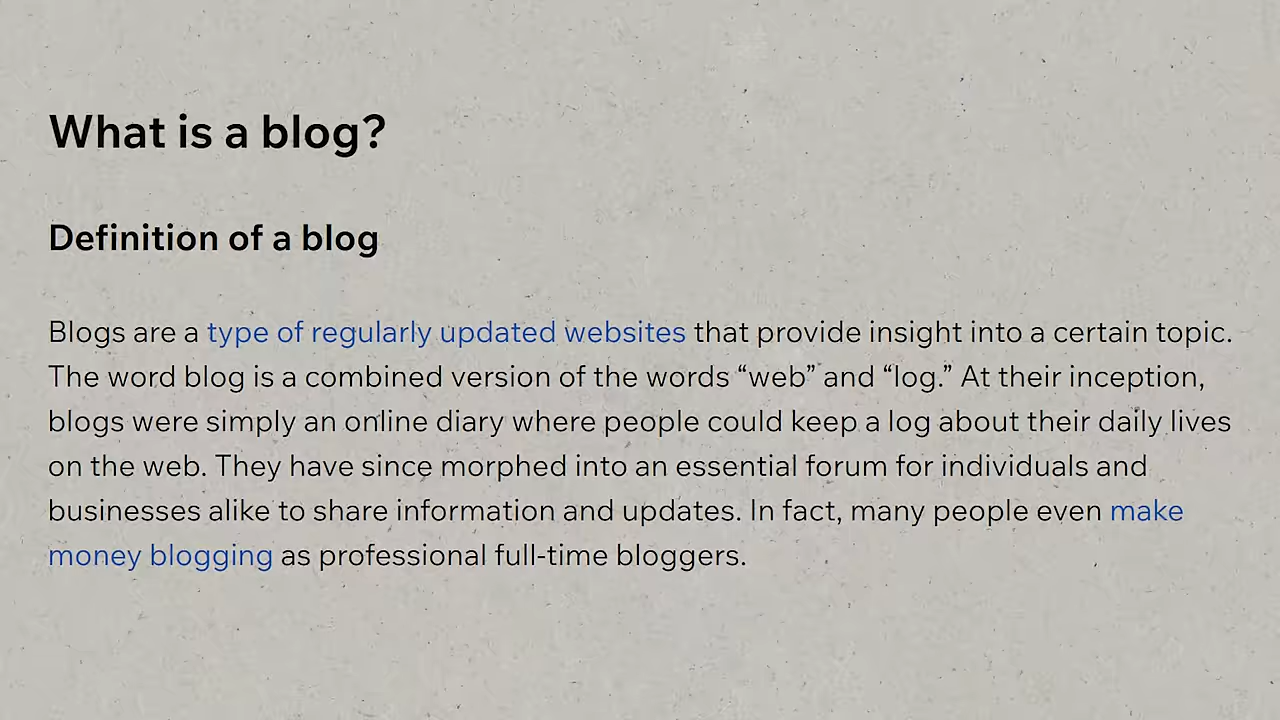 What is a blog?
Definition of a blog
Blogs are a type of regularly updated websites that provide insight into a certain topic.
The word blog is a combined version of the words “web” and “log.” At their inception,
blogs were simply an online diary where people could keep a log about their daily lives
on the web. They have since morphed into an essential forum for individuals and
businesses alike to share information and updates. In fact, many people even make
money blogging as professional full-time bloggers.